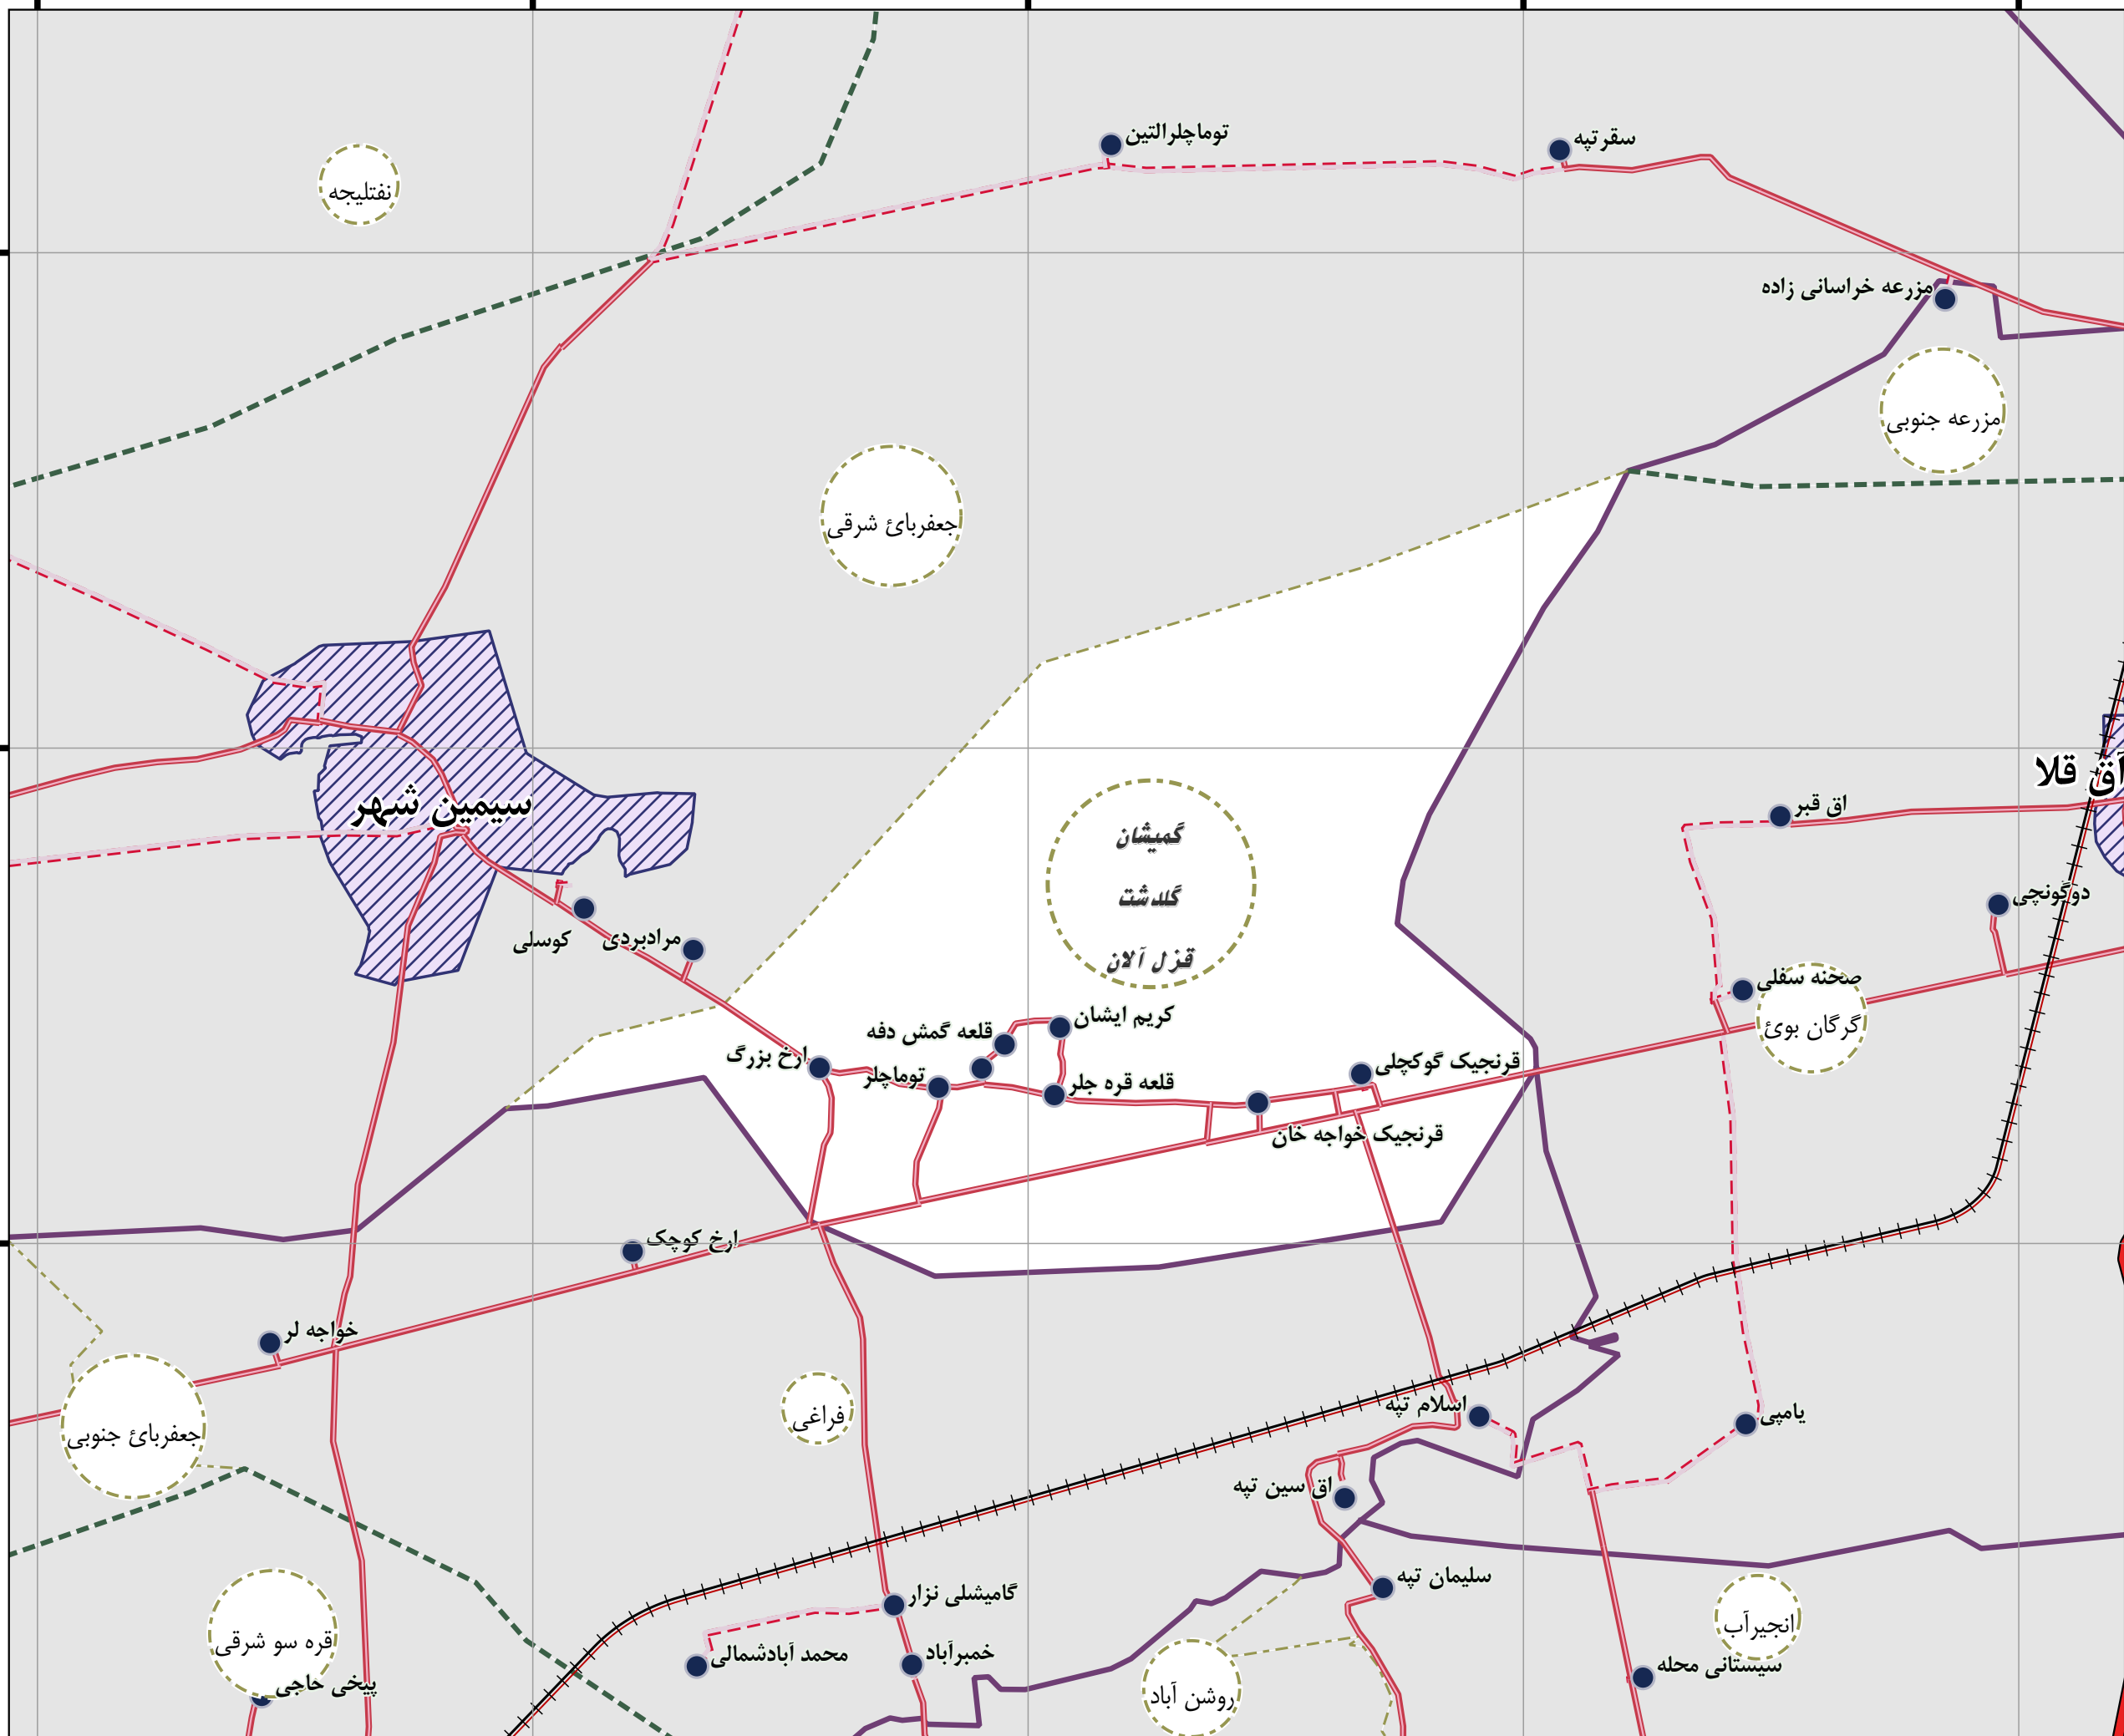 توماچلرالتین
سقرتپه
نفتلیجه
مزرعه خراسانی زاده
مزرعه جنوبی
جعفربائ شرقی
آق قلا
سیمین شهر
اق قبر
گمیشان
گلدشت
قزل آلان
دوگونچی
مرادبردی
کوسلی
صحنه سفلی
گرگان بوئ
کریم ایشان
قلعه گمش دفه
ارخ بزرگ
توماچلر
قلعه قره جلر
قرنجیک گوکچلی
قرنجیک خواجه خان
ارخ کوچک
خواجه لر
فراغی
جعفربائ جنوبی
اسلام تپه
یامپی
اق سین تپه
سلیمان تپه
گامیشلی نزار
انجیرآب
قره سو شرقی
محمد آبادشمالی
خمبرآباد
سیستانی محله
پیخی حاجی
روشن آباد